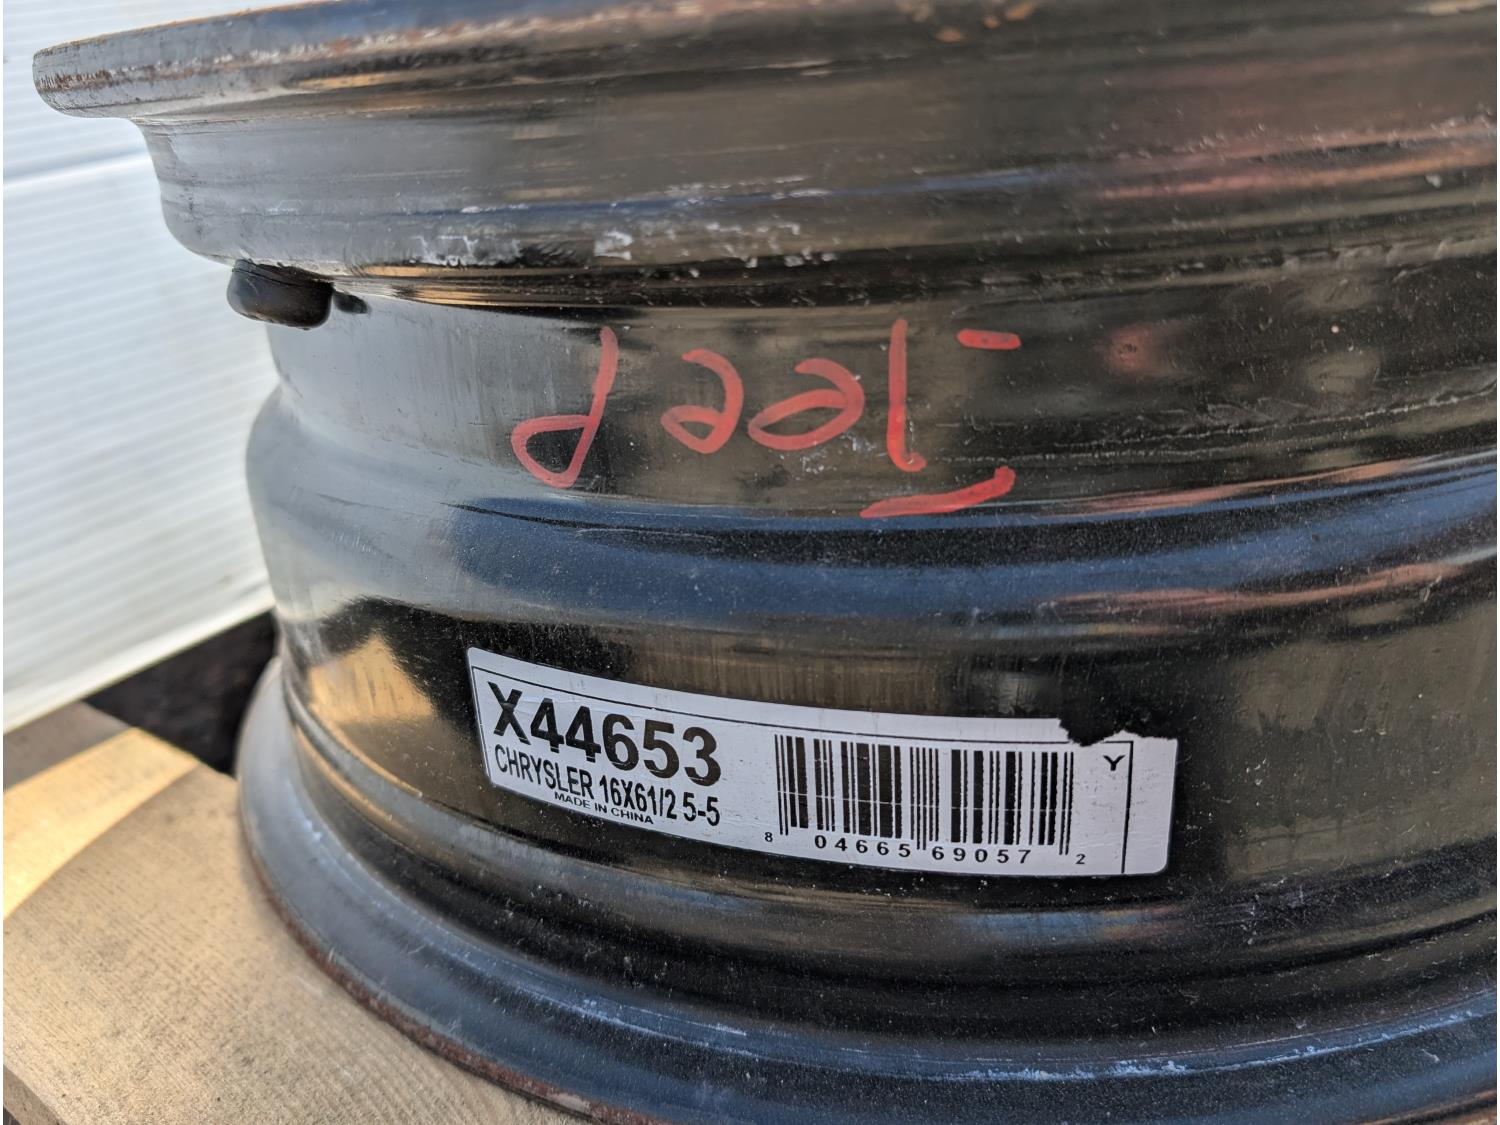 Jeep
X44653
CHRYSLER 16X61/2 5-5
MADE IN CHINA
Y
8 04665 69057 2